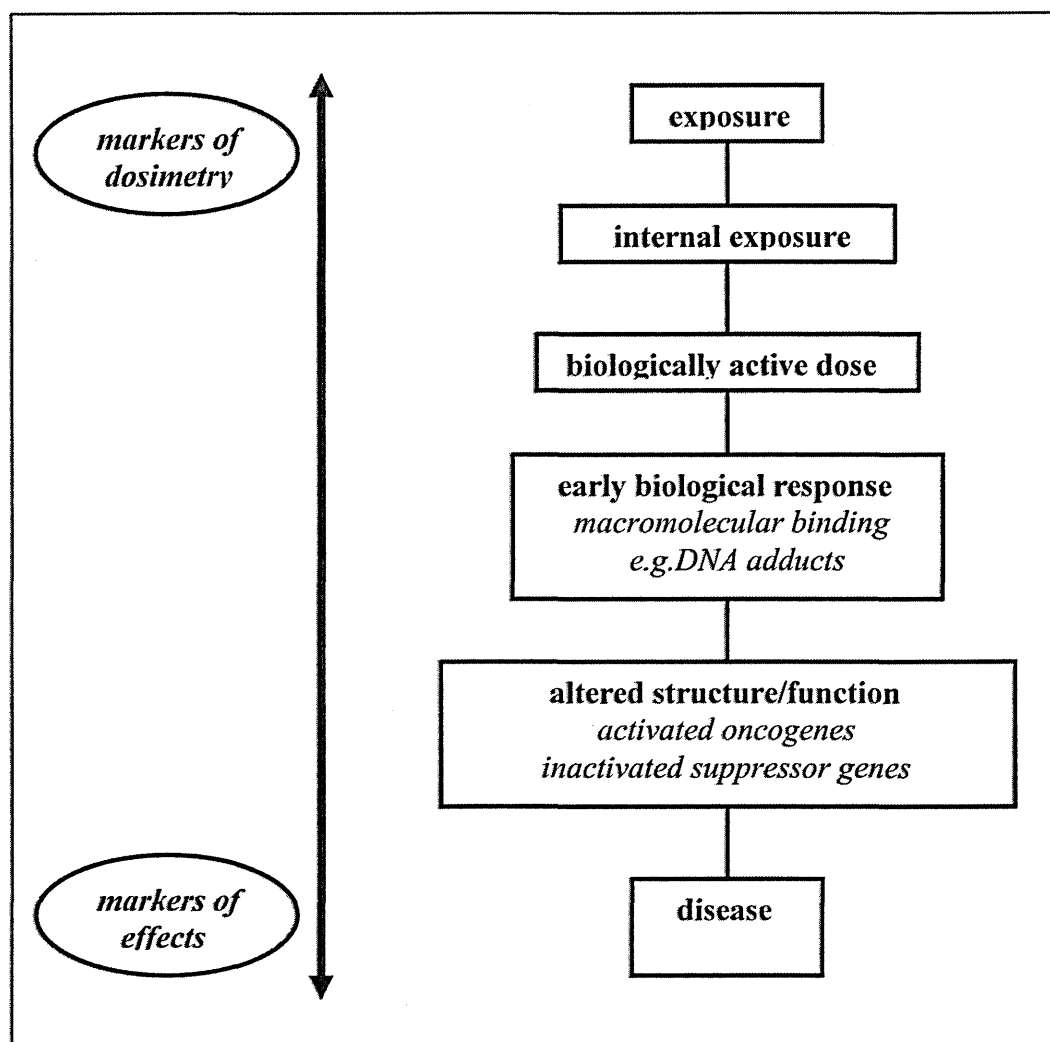 markers of
dosimetry
exposure
internal exposure
biologically active dose
early biological response
macromolecular binding
e.g.DNA adducts
altered structure/function
activated oncogenes
inactivated suppressor genes
markers of
effects
disease